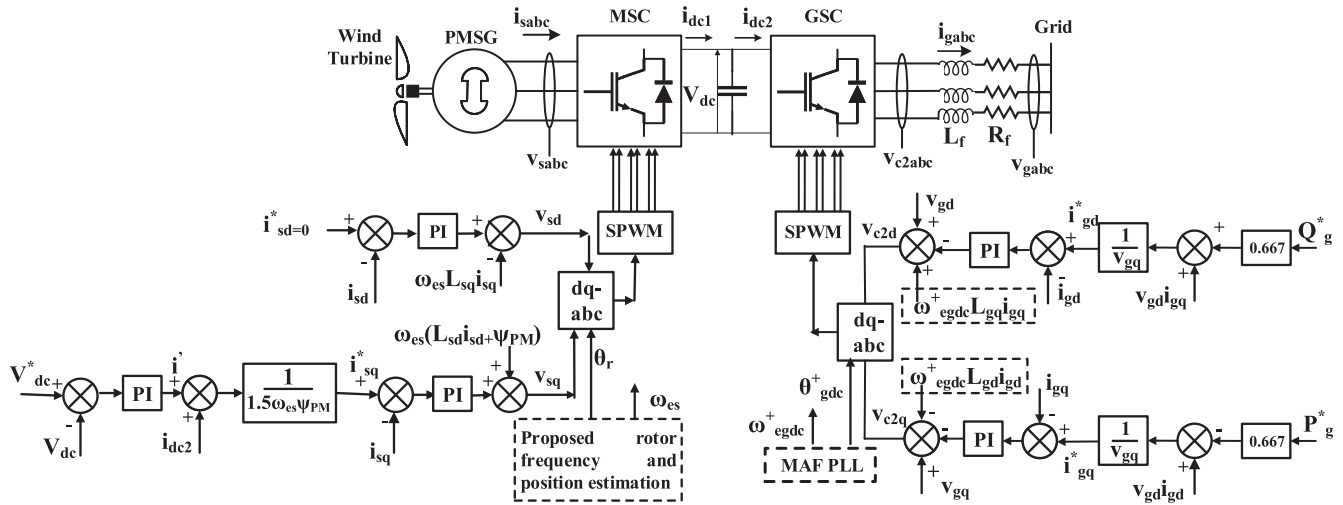 i_sabc MSC i_dc1 i_dc2 GSC i_gabc Grid
Wind Turbine PMSG
V_dc
L_f R_f
v_sabc v_c2abc v_gabc
i*_sd=0 + - PI + - v_sd SPWM
i_sd ω_es L_sq i_sq
dq-abc
ω_es(L_sd i_sd+ ψ_PM)
θ_r
V*_dc + - PI i' + + 1/1.5ω_es ψ_PM i*_sq + - PI + + v_sq
V_dc i_dc2 i_sq
ω_es
Proposed rotor
frequency and
position estimation
SPWM v_c2d v_gd + - + PI i*_gd + - 1/v_gq + + 0.667 Q*_g
ω⁺_egdc L_gq i_gq i_gd v_gd i_gq
dq-abc
θ⁺_gdc
ω⁺_egdc
MAF PLL
ω⁺_egdc L_gd i_gd i_gq
v_c2q - - + PI - + i*_gq 1/v_gq - + 0.667 P*_g
v_gq v_gd i_gd